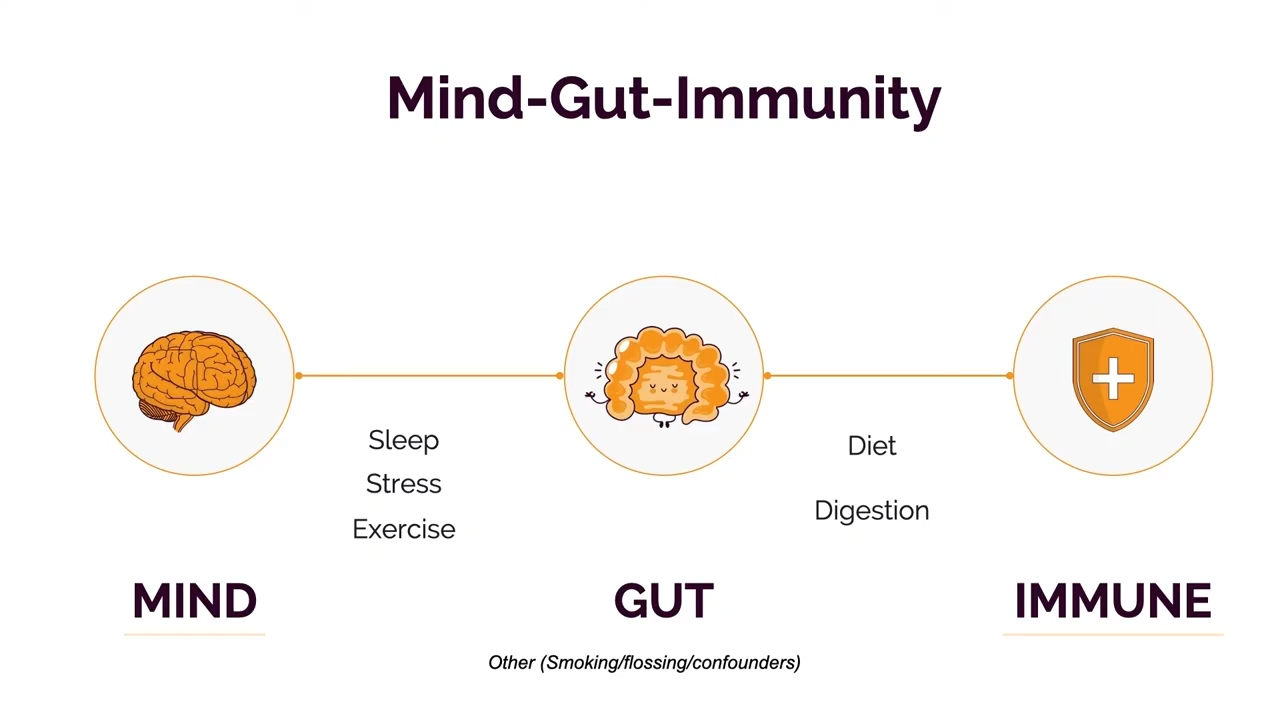 Mind-Gut-Immunity
Sleep
Stress
Exercise
Diet
Digestion
MIND
GUT
IMMUNE
Other (Smoking/flossing/confounders)